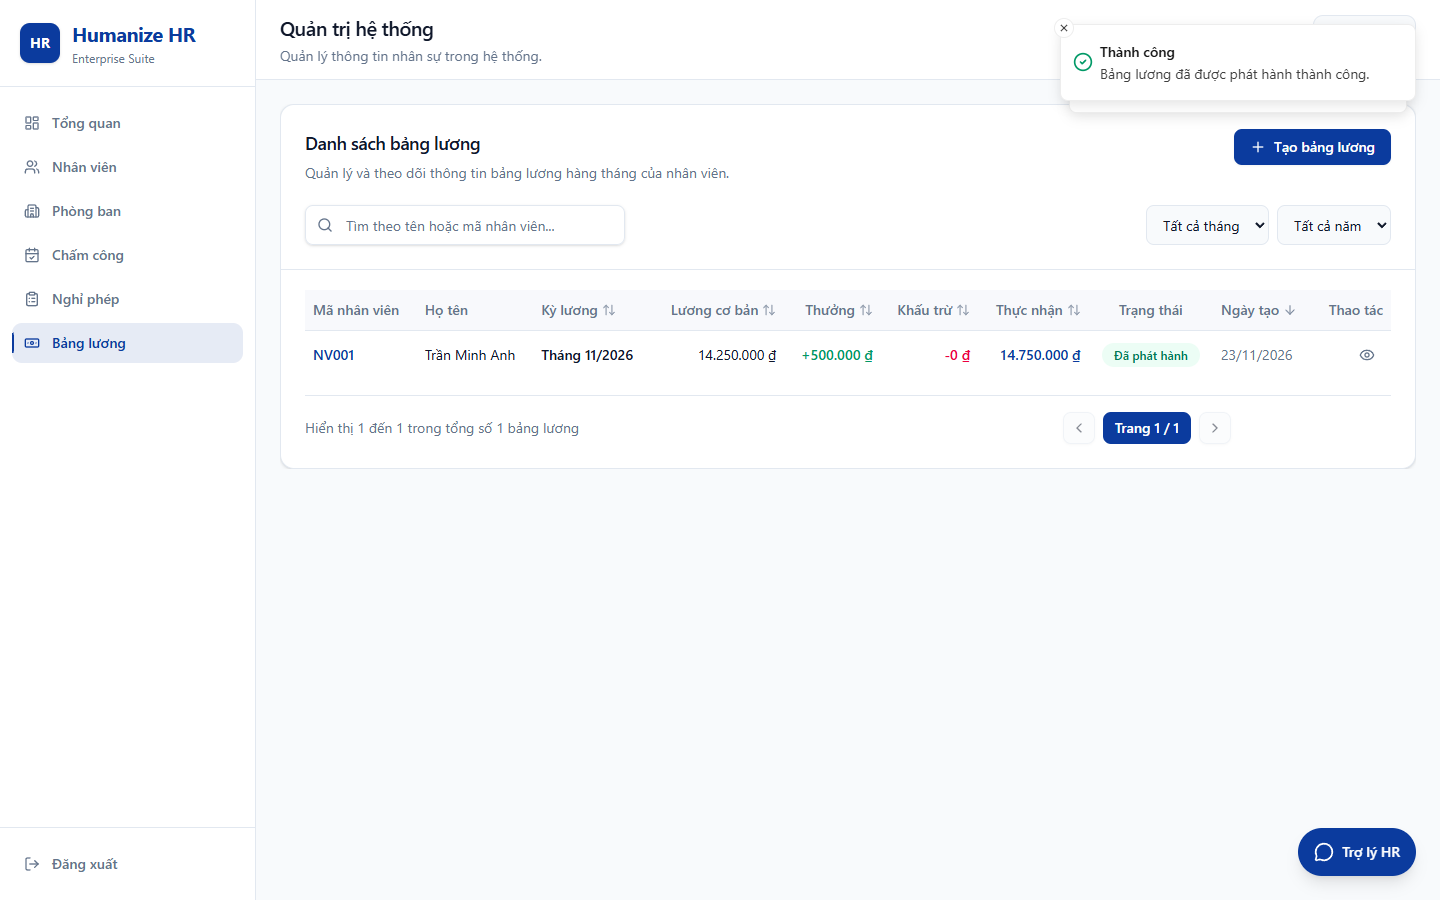 HR
Humanize HR
Enterprise Suite
Tổng quan
Nhân viên
Phòng ban
Chấm công
Nghỉ phép
Bảng lương
Đăng xuất
Quản trị hệ thống
Quản lý thông tin nhân sự trong hệ thống.
Thành công
Bảng lương đã được phát hành thành công.
Danh sách bảng lương
Quản lý và theo dõi thông tin bảng lương hàng tháng của nhân viên.
Tạo bảng lương
Tìm theo tên hoặc mã nhân viên...
Tất cả tháng
Tất cả năm
Mã nhân viên Họ tên Kỳ lương Lương cơ bản Thưởng Khấu trừ Thực nhận Trạng thái Ngày tạo Thao tác
NV001 Trần Minh Anh Tháng 11/2026 14.250.000 ₫ +500.000 ₫ -0 ₫ 14.750.000 ₫ Đã phát hành 23/11/2026
Hiển thị 1 đến 1 trong tổng số 1 bảng lương
Trang 1 / 1
Trợ lý HR